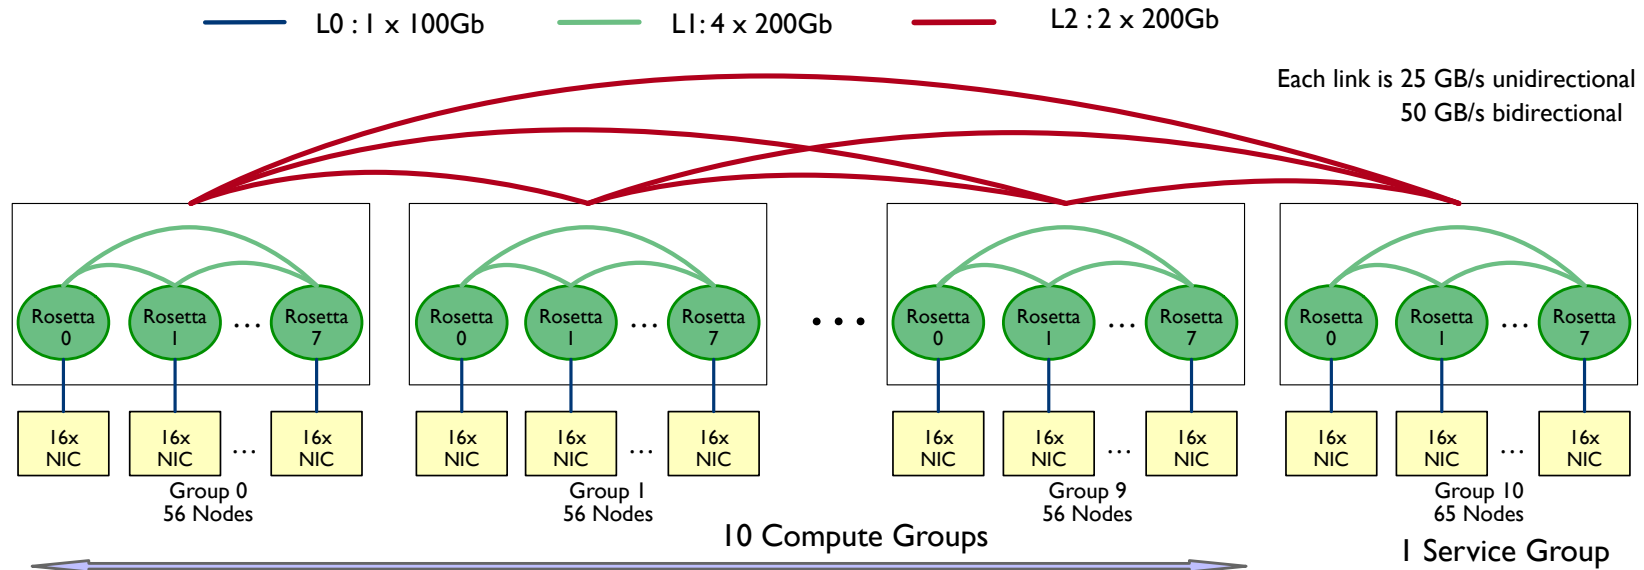 L0 : 1 x 100Gb
L1: 4 x 200Gb
L2 : 2 x 200Gb
Each link is 25 GB/s unidirectional
50 GB/s bidirectional
Rosetta
0
Rosetta
1
...
Rosetta
7
Rosetta
0
Rosetta
1
...
Rosetta
7
...
Rosetta
0
Rosetta
1
...
Rosetta
7
Rosetta
0
Rosetta
1
...
Rosetta
7
16x
NIC
16x
NIC
...
16x
NIC
16x
NIC
16x
NIC
...
16x
NIC
16x
NIC
16x
NIC
...
16x
NIC
16x
NIC
16x
NIC
...
16x
NIC
Group 0
56 Nodes
Group 1
56 Nodes
Group 9
56 Nodes
Group 10
65 Nodes
10 Compute Groups
1 Service Group